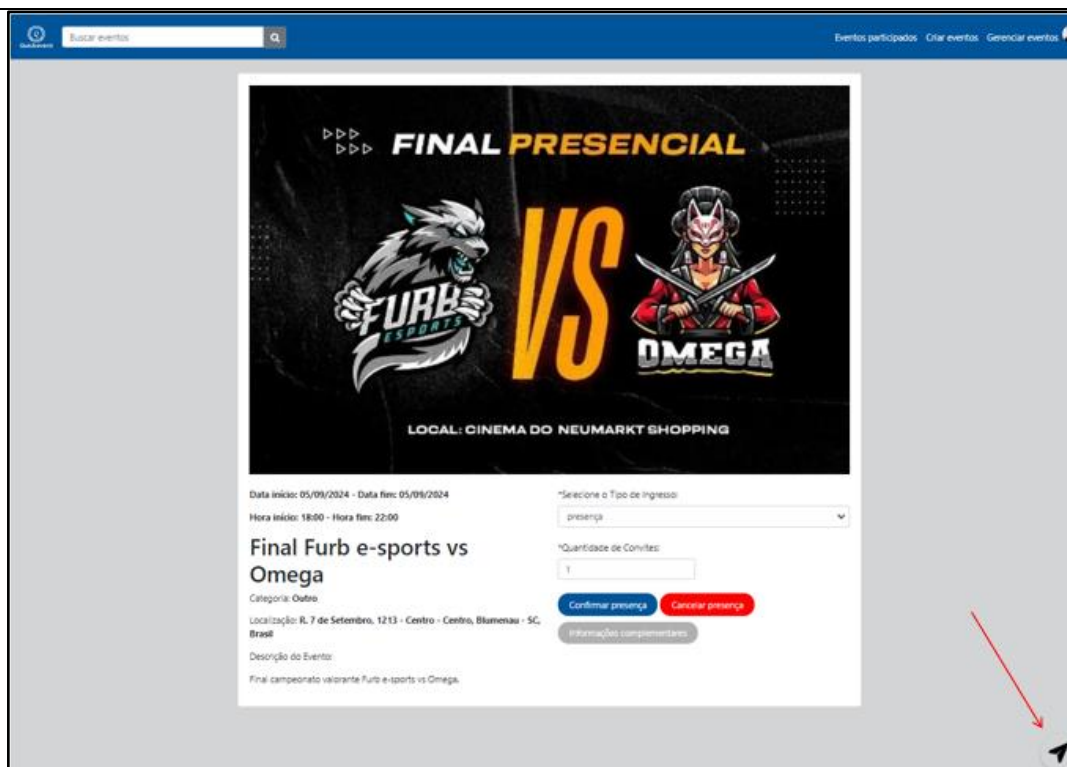 Buscar eventos
Eventos participados Criar eventos Gerenciar eventos
FINAL PRESENCIAL
FURB
ESPORTS
VS
OMEGA
LOCAL: CINEMA DO NEUMARKT SHOPPING
Data início: 05/09/2024 - Data fim: 05/09/2024
Hora início: 18:00 - Hora fim: 22:00
Final Furb e-sports vs
Omega
Categoria: Outro
Localização: R. 7 de Setembro, 1213 - Centro - Centro, Blumenau - SC,
Brasil
Descrição do Evento:
Final campeonato valorante Furb e-sports vs Omega.
*Selecione o Tipo de Ingresso:
presença
*Quantidade de Convites:
1
Confirmar presença Cancelar presença
Informações complementares